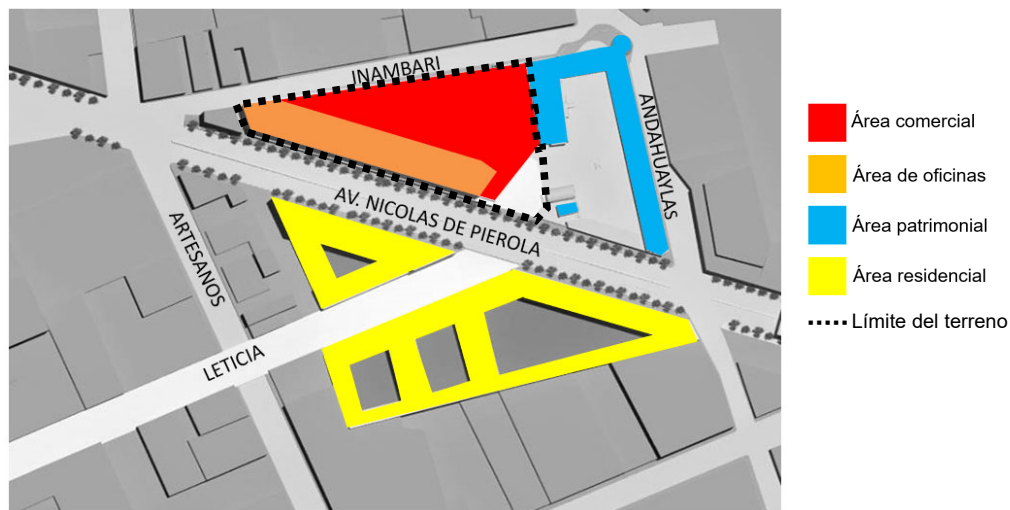 INAMBARI
ANDAHUAYLAS
AV. NICOLAS DE PIEROLA
ARTESANOS
LETICIA
Área comercial
Área de oficinas
Área patrimonial
Área residencial
Límite del terreno